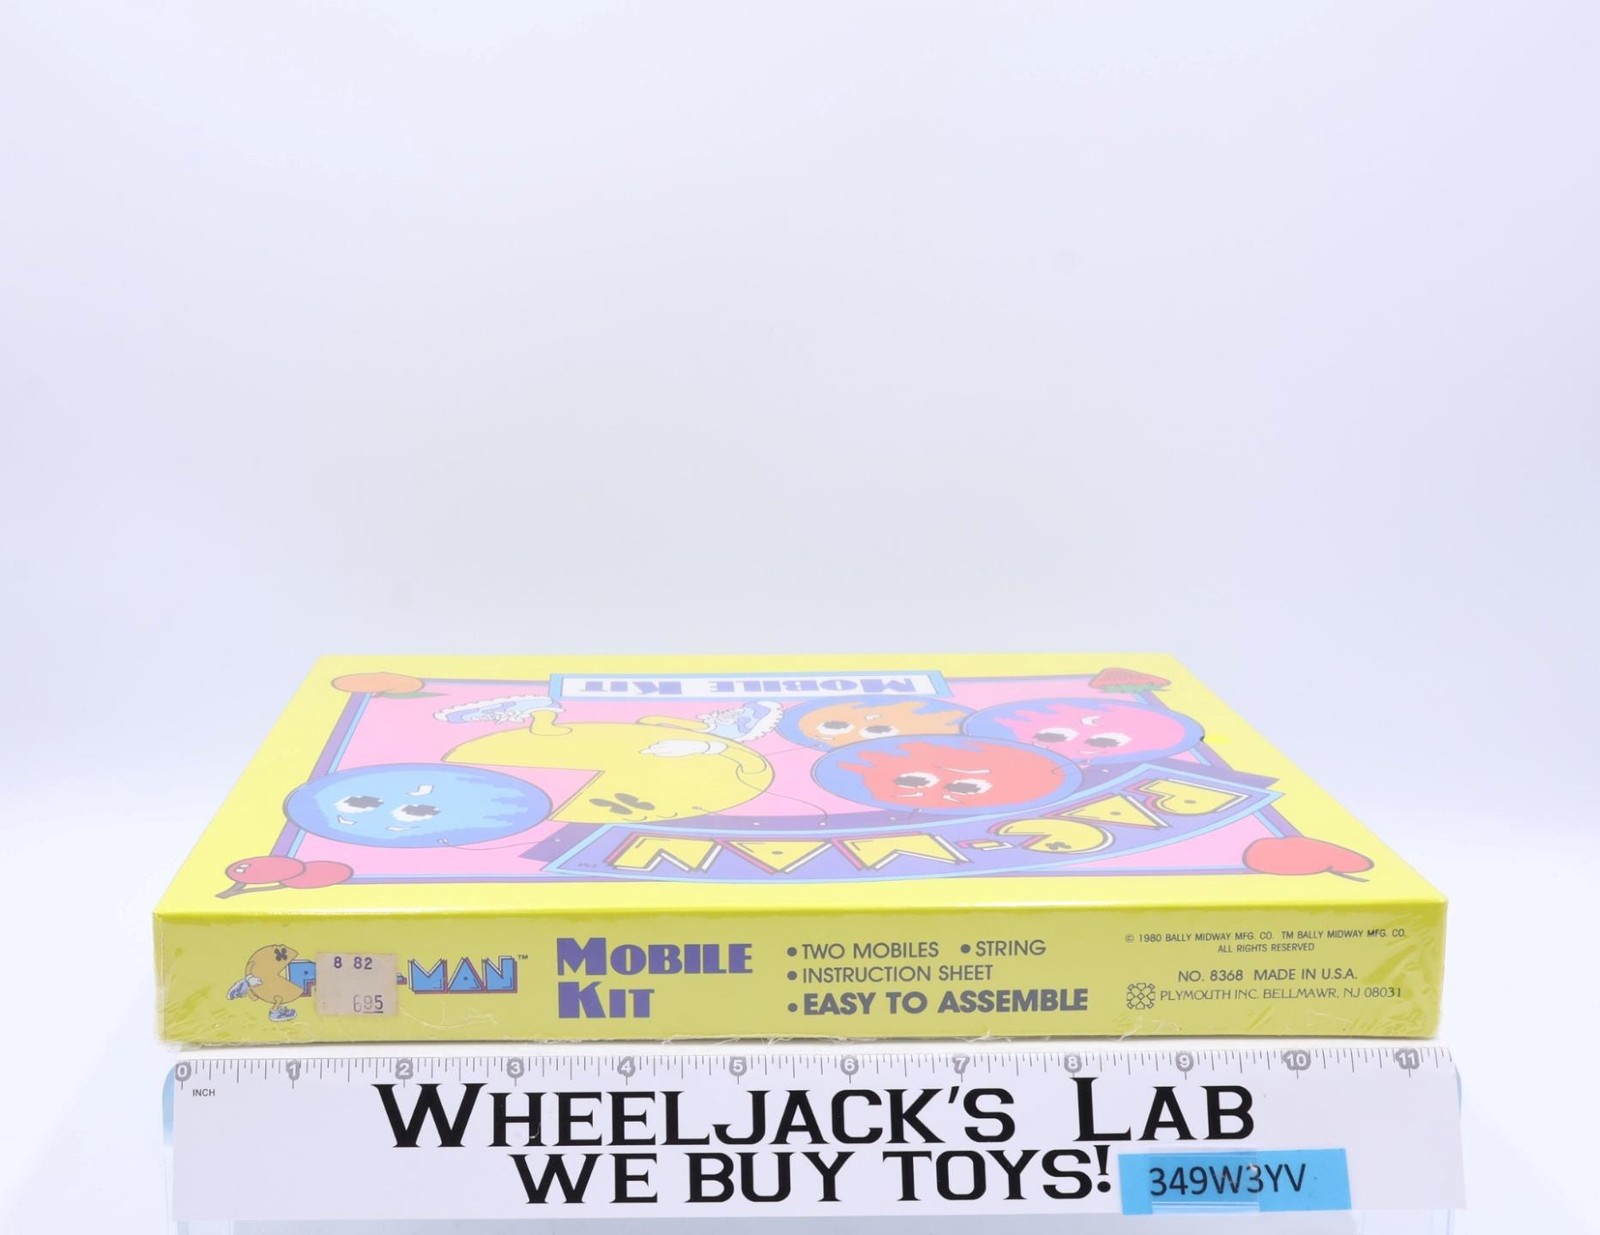 MOBILE KIT
PAC-MAN
TM
8 82
695
P -MAN™
MOBILE
KIT
• TWO MOBILES • STRING
• INSTRUCTION SHEET
• EASY TO ASSEMBLE
© 1980 BALLY MIDWAY MFG. CO. TM BALLY MIDWAY MFG. CO.
ALL RIGHTS RESERVED
NO. 8368 MADE IN U.S.A.
PLYMOUTH INC. BELLMAWR, NJ 08031
0 1 2 3 4 5 6 7 8 9 10 11
INCH
WHEELJACK'S LAB
WE BUY TOYS!
349W3YV